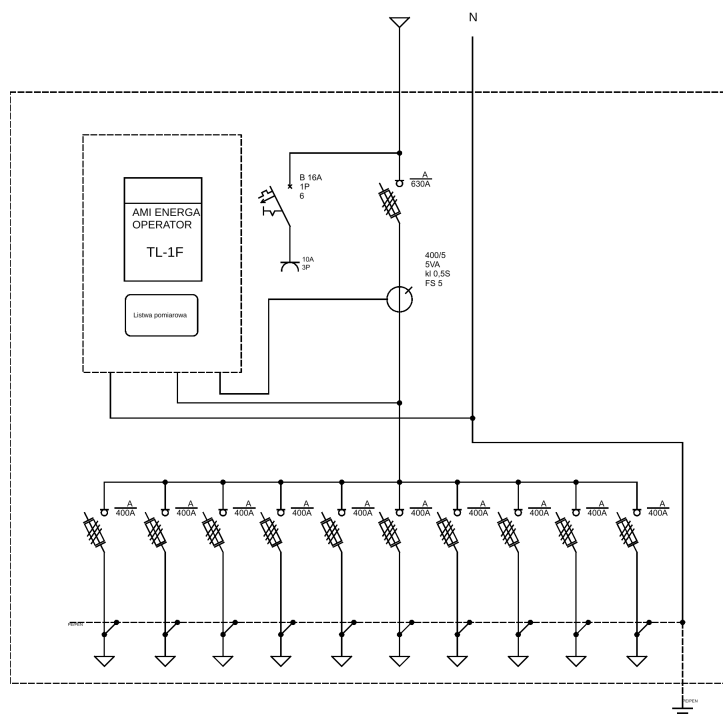 N
B 16A
1P
6
A
630A
AMI ENERGA
OPERATOR
TL-1F
10A
3P
400/5
5VA
kl 0,5S
FS 5
Listwa pomiarowa
A
400A
A
400A
A
400A
A
400A
A
400A
A
400A
A
400A
A
400A
A
400A
A
400A